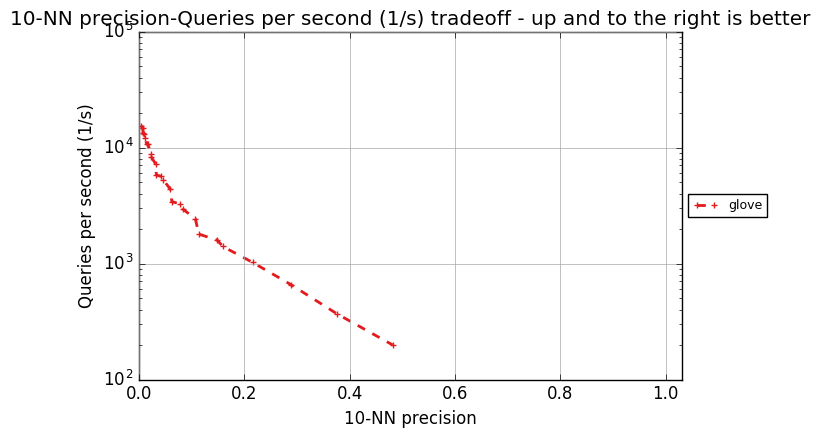 10-NN precision-Queries per second (1/s) tradeoff - up and to the right is better
10^5
10^4
10^3
10^2
Queries per second (1/s)
0.0 0.2 0.4 0.6 0.8 1.0
10-NN precision
glove